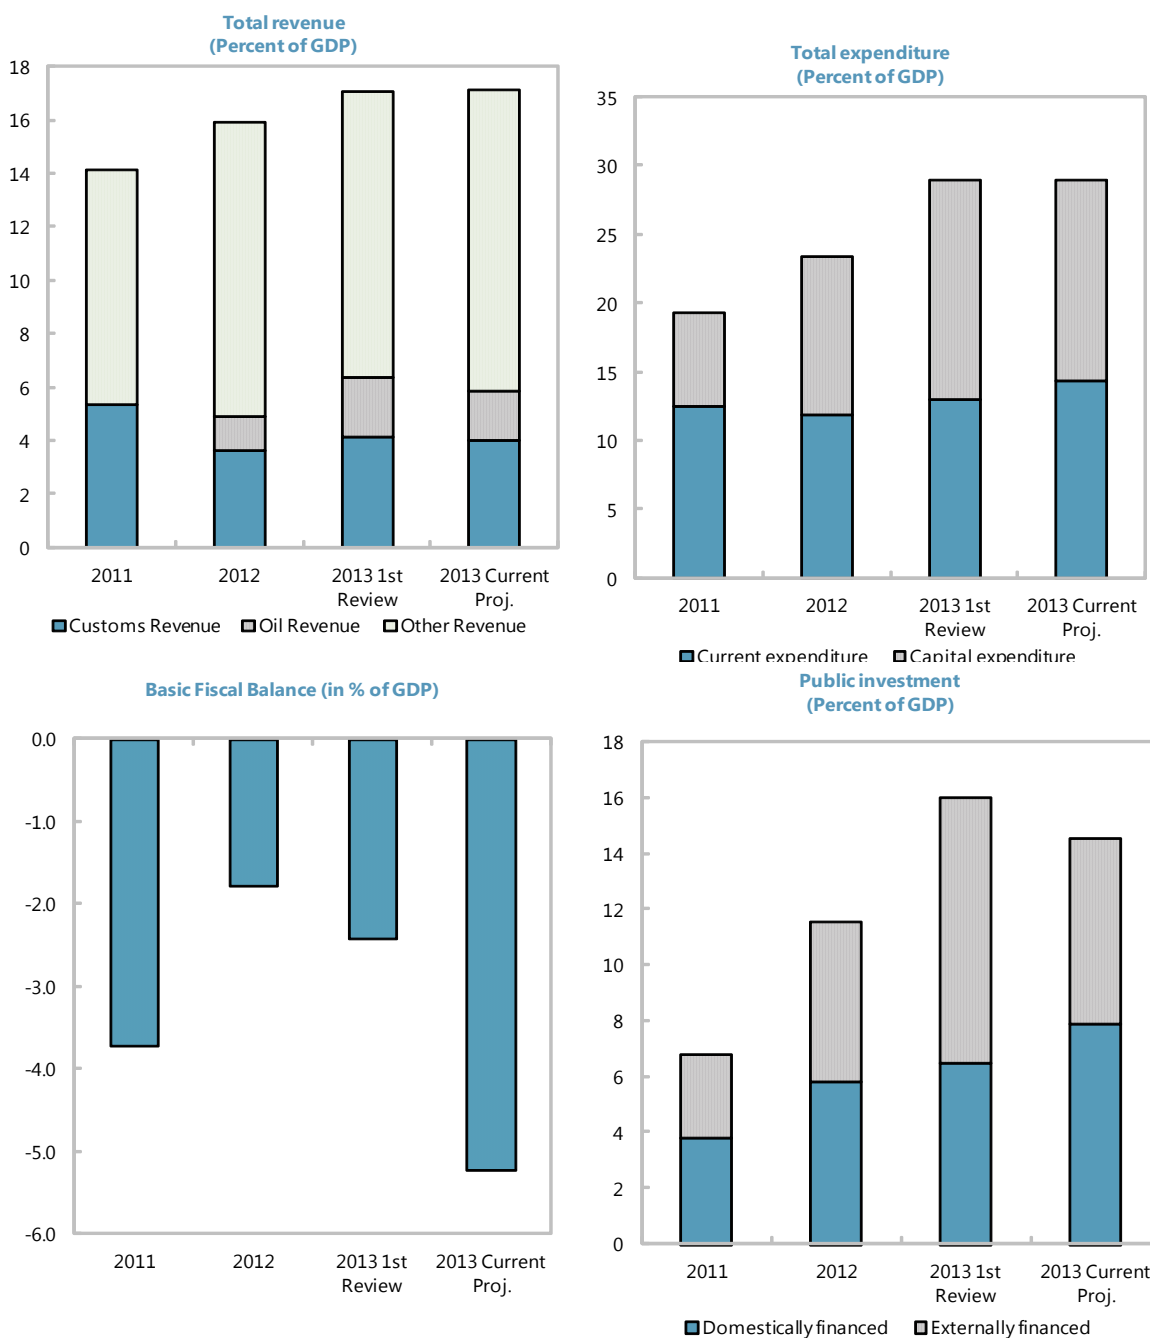 Total revenue
(Percent of GDP)
18
16
14
12
10
8
6
4
2
0
2011
2012
2013 1st
Review
2013 Current
Proj.
Customs Revenue
Oil Revenue
Other Revenue
Total expenditure
(Percent of GDP)
35
30
25
20
15
10
5
0
2011
2012
2013 1st
Review
2013 Current
Proj.
Current expenditure
Capital expenditure
Basic Fiscal Balance (in % of GDP)
0.0
-1.0
-2.0
-3.0
-4.0
-5.0
-6.0
2011
2012
2013 1st
Review
2013 Current
Proj.
Public investment
(Percent of GDP)
18
16
14
12
10
8
6
4
2
0
2011
2012
2013 1st
Review
2013 Current
Proj.
Domestically financed
Externally financed